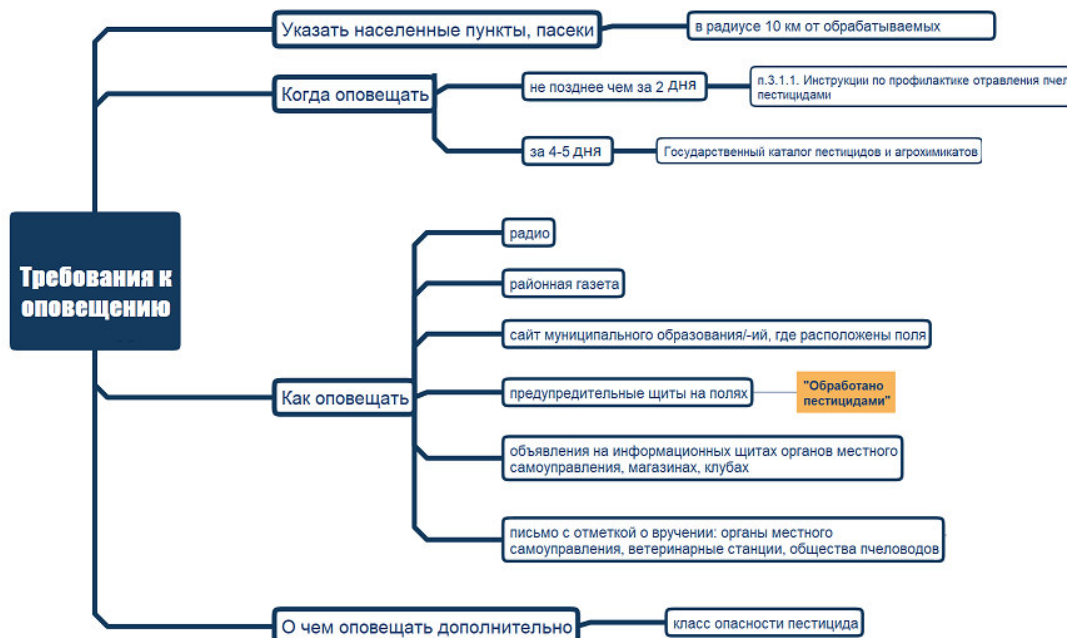 Указать населенные пункты, пасеки
в радиусе 10 км от обрабатываемых
Когда оповещать
не позднее чем за 2 дня
п.3.1.1. Инструкции по профилактике отравления пчел
пестицидами
за 4-5 дня
Государственный каталог пестицидов и агрохимикатов
Требования к
оповещению
Как оповещать
радио
районная газета
сайт муниципального образования/-ий, где расположены поля
предупредительные щиты на полях
"Обработано
пестицидами"
объявления на информационных щитах органов местного
самоуправления, магазинах, клубах
письмо с отметкой о вручении: органы местного
самоуправления, ветеринарные станции, общества пчеловодов
О чем оповещать дополнительно
класс опасности пестицида